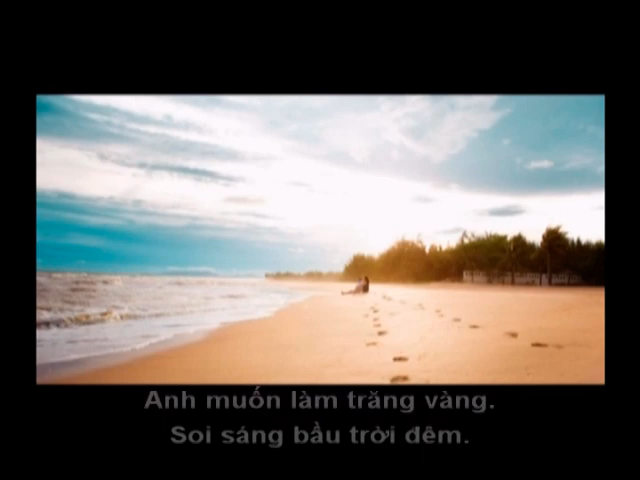 Anh muốn làm trăng vàng.
Soi sáng bầu trời đêm.